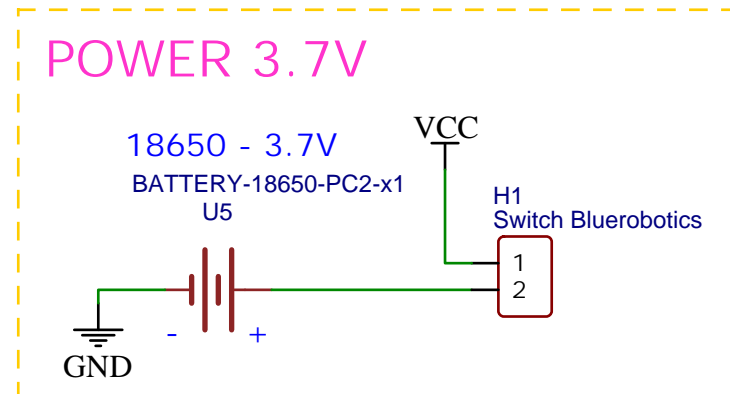 POWER 3.7V
18650 - 3.7V
BATTERY-18650-PC2-x1
U5
VCC
H1
Switch Bluerobotics
1
2
- +
GND